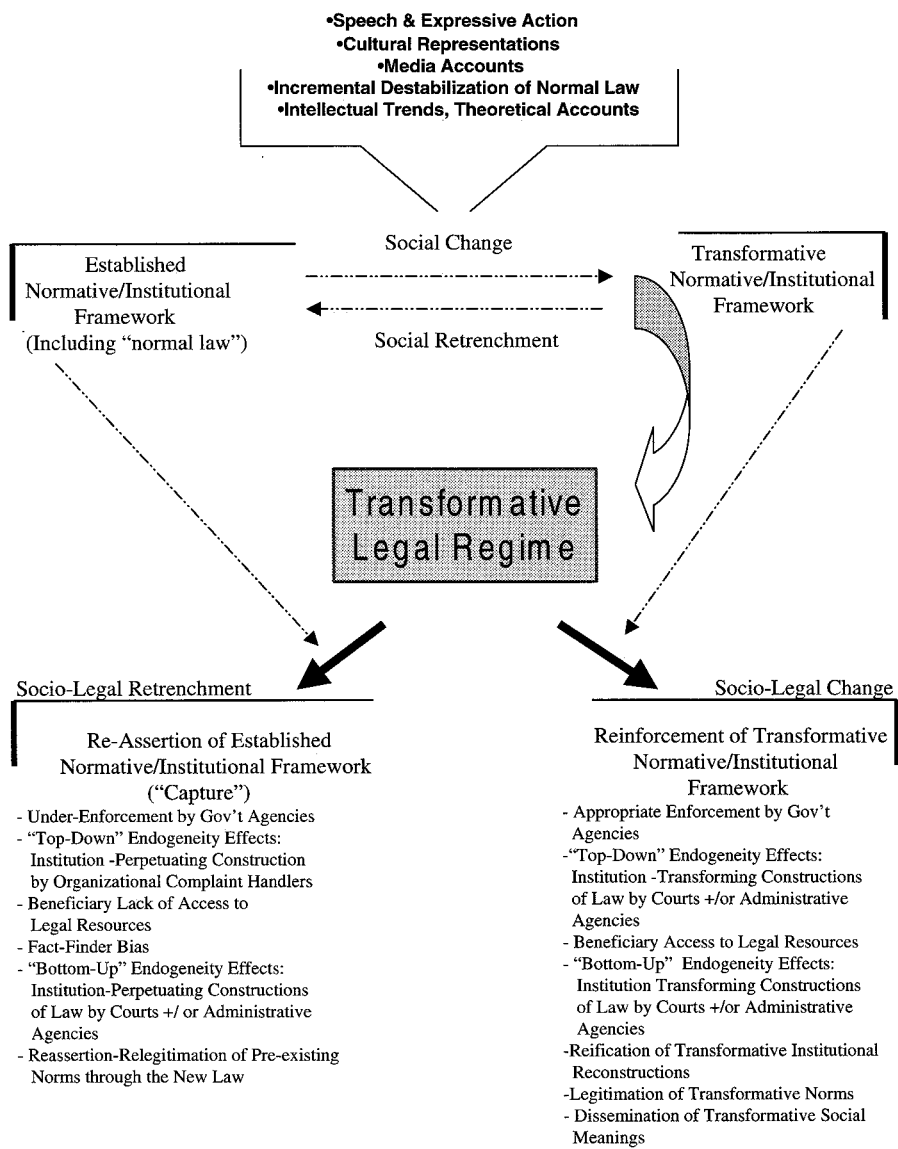 •Speech & Expressive Action
•Cultural Representations
•Media Accounts
•Incremental Destabilization of Normal Law
•Intellectual Trends, Theoretical Accounts
Social Change
Established
Normative/Institutional
Framework
(Including “normal law”)
Transformative
Normative/Institutional
Framework
Social Retrenchment
Transformative
Legal Regime
Socio-Legal Retrenchment
Re-Assertion of Established
Normative/Institutional Framework
(“Capture”)
- Under-Enforcement by Gov’t Agencies
- “Top-Down” Endogeneity Effects:
Institution -Perpetuating Construction
by Organizational Complaint Handlers
- Beneficiary Lack of Access to
Legal Resources
- Fact-Finder Bias
- “Bottom-Up” Endogeneity Effects:
Institution-Perpetuating Constructions
of Law by Courts +/ or Administrative
Agencies
- Reassertion-Relegitimation of Pre-existing
Norms through the New Law
Socio-Legal Change
Reinforcement of Transformative
Normative/Institutional
Framework
- Appropriate Enforcement by Gov’t
Agencies
-“Top-Down” Endogeneity Effects:
Institution -Transforming Constructions
of Law by Courts +/or Administrative
Agencies
- Beneficiary Access to Legal Resources
- “Bottom-Up” Endogeneity Effects:
Institution Transforming Constructions
of Law by Courts +/or Administrative
Agencies
-Reification of Transformative Institutional
Reconstructions
-Legitimation of Transformative Norms
- Dissemination of Transformative Social
Meanings